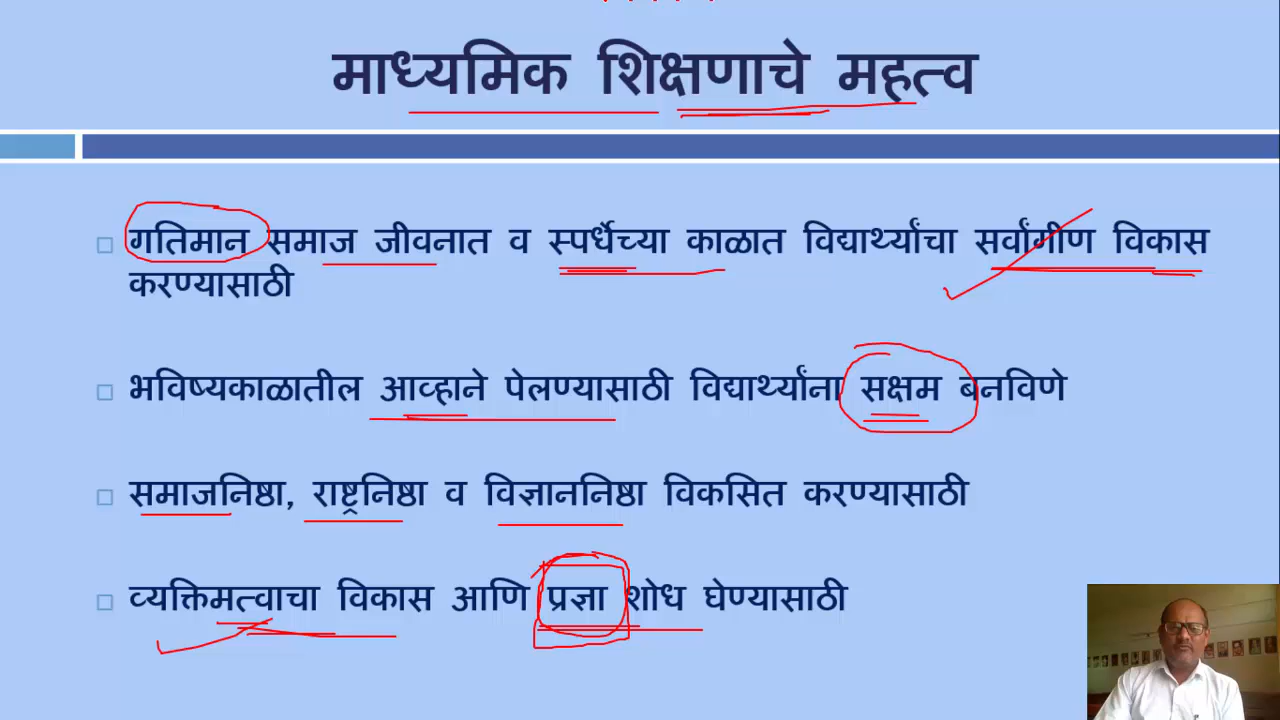 माध्यमिक शिक्षणाचे महत्व
गतिमान समाज जीवनात व स्पर्धेच्या काळात विद्यार्थ्यांचा सर्वांगीण विकास
करण्यासाठी
भविष्यकाळातील आव्हाने पेलण्यासाठी विद्यार्थ्यांना सक्षम बनविणे
समाजनिष्ठा, राष्ट्रनिष्ठा व विज्ञाननिष्ठा विकसित करण्यासाठी
व्यक्तिमत्वाचा विकास आणि प्रज्ञा शोध घेण्यासाठी